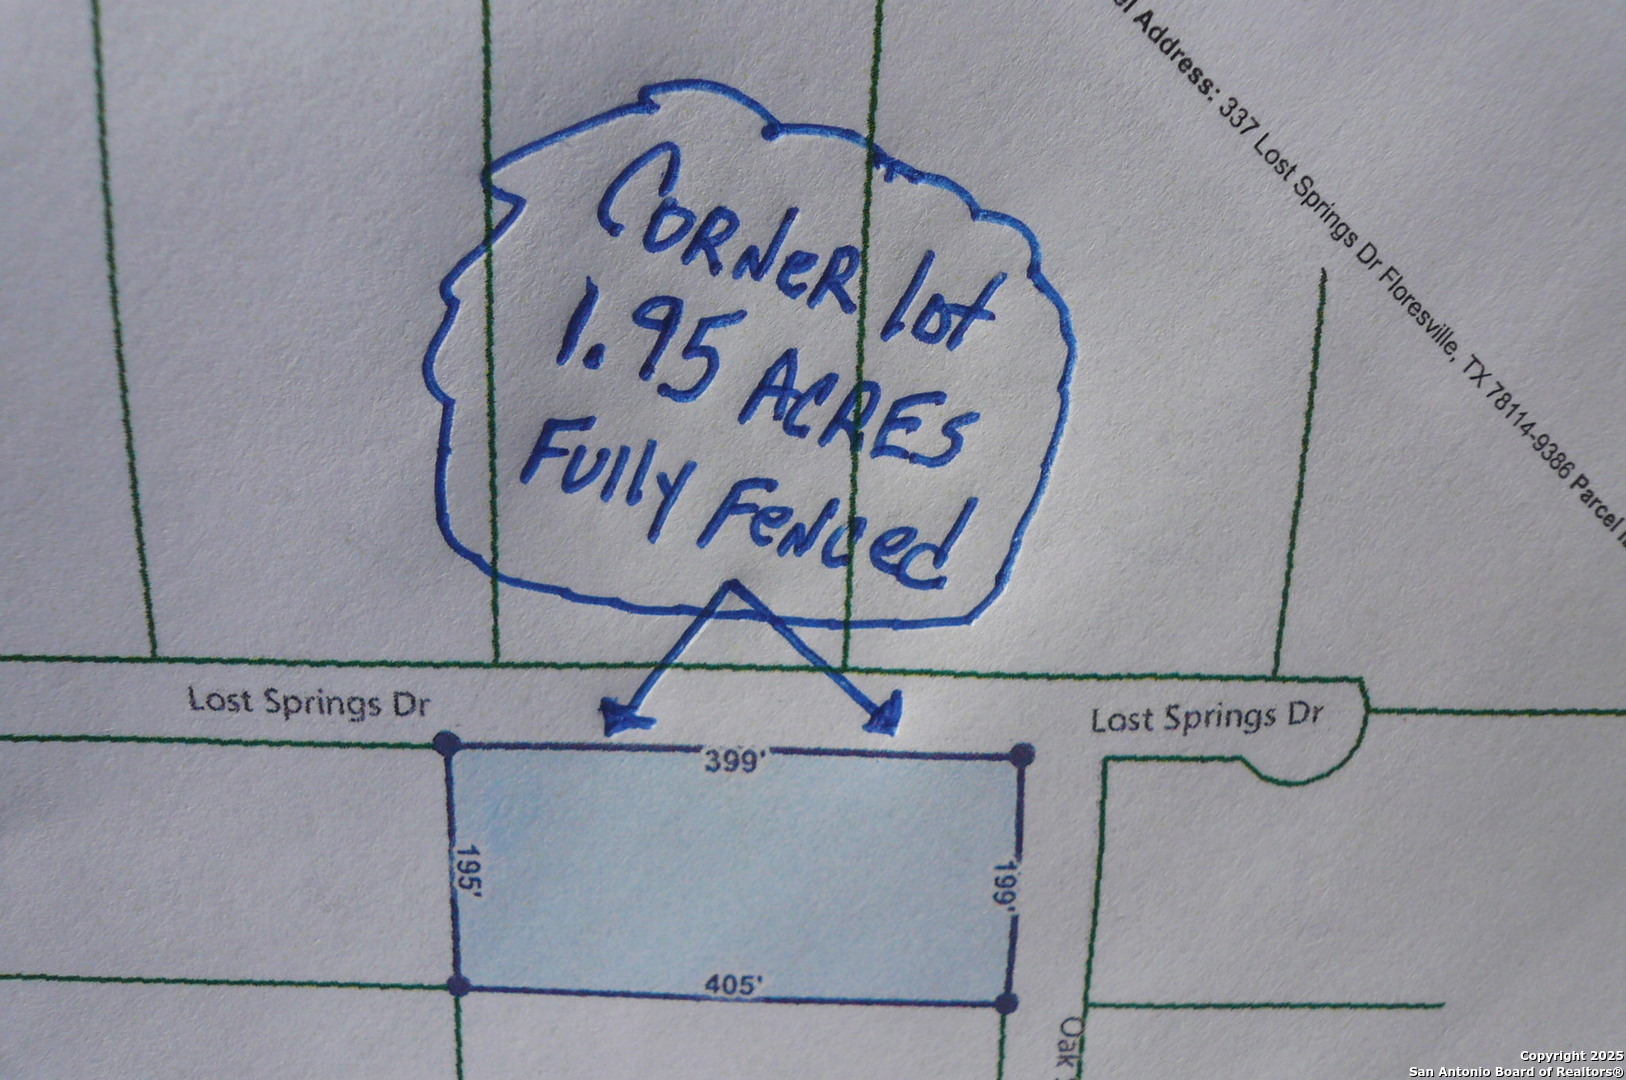 el Address: 337 Lost Springs Dr Floresville, TX 78114-9386 Parcel
CORNER lot
1.95 ACRES
Fully Fenced
Lost Springs Dr
Lost Springs Dr
399'
195'
199'
405'
Oak
Copyright 2025
San Antonio Board of Realtors®